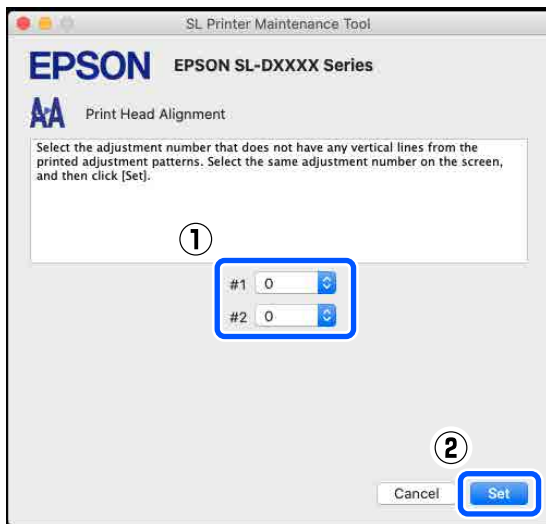 SL Printer Maintenance Tool
EPSON EPSON SL-DXXXX Series
Print Head Alignment
Select the adjustment number that does not have any vertical lines from the
printed adjustment patterns. Select the same adjustment number on the screen,
and then click [Set].
①
#1 0
#2 0
②
Cancel Set